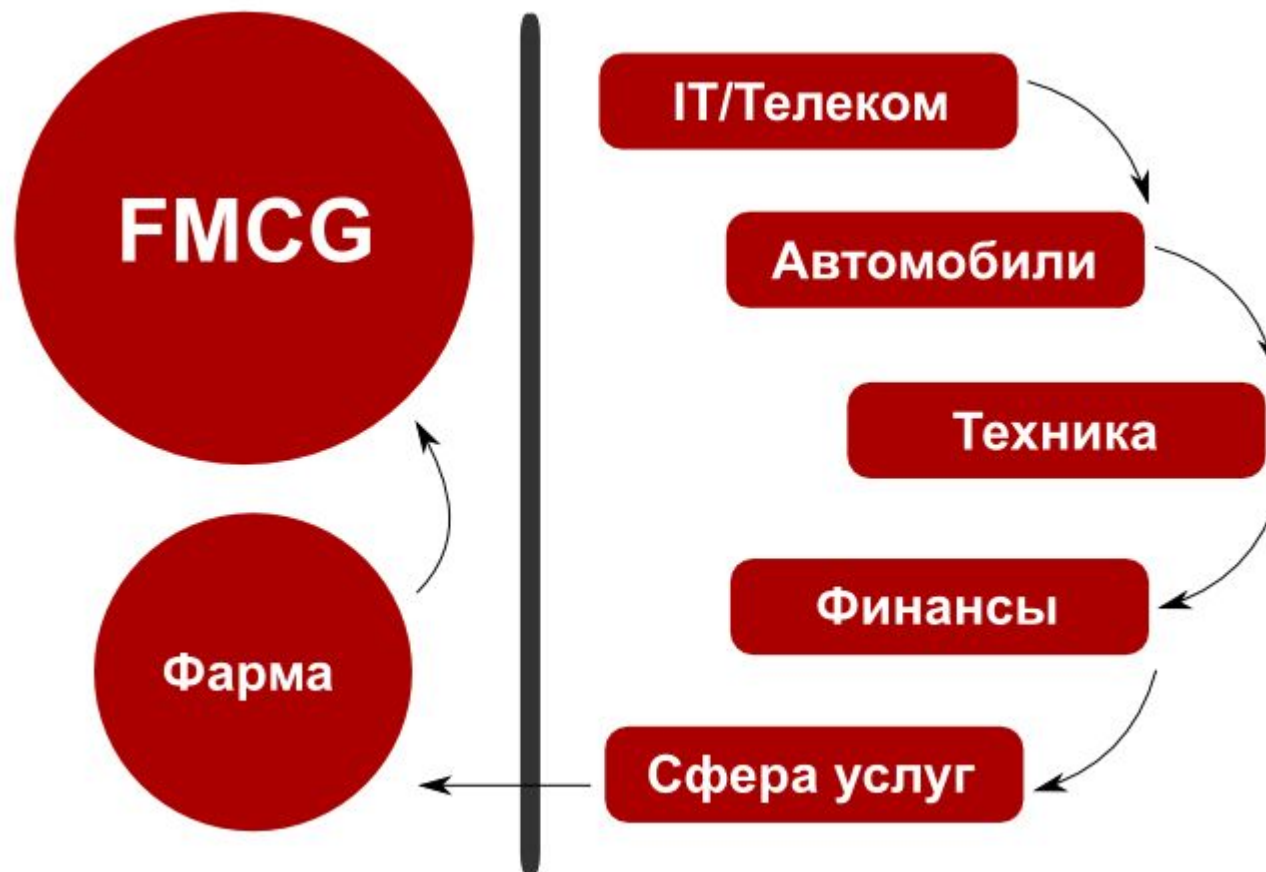 FMCG
Фарма
IT/Телеком
Автомобили
Техника
Финансы
Сфера услуг